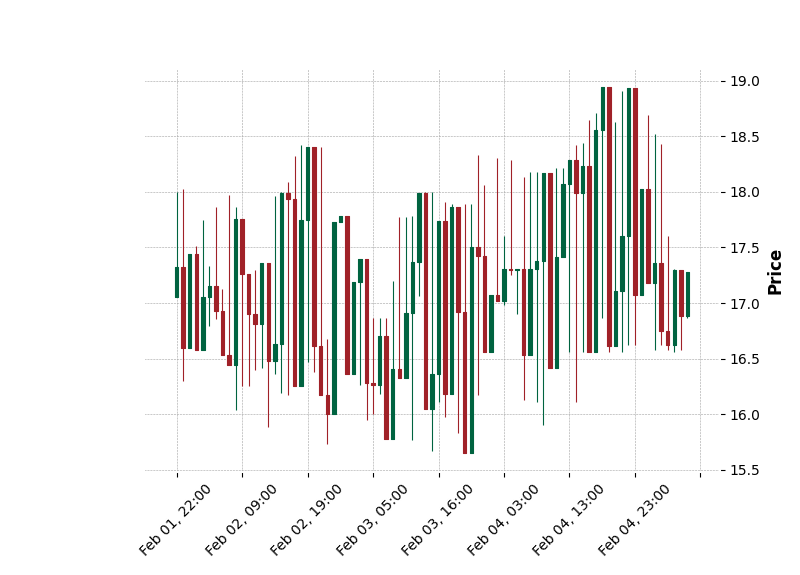 19.0
18.5
18.0
17.5
17.0
16.5
16.0
15.5
Price
Feb 01, 22:00
Feb 02, 09:00
Feb 02, 19:00
Feb 03, 05:00
Feb 03, 16:00
Feb 04, 03:00
Feb 04, 13:00
Feb 04, 23:00